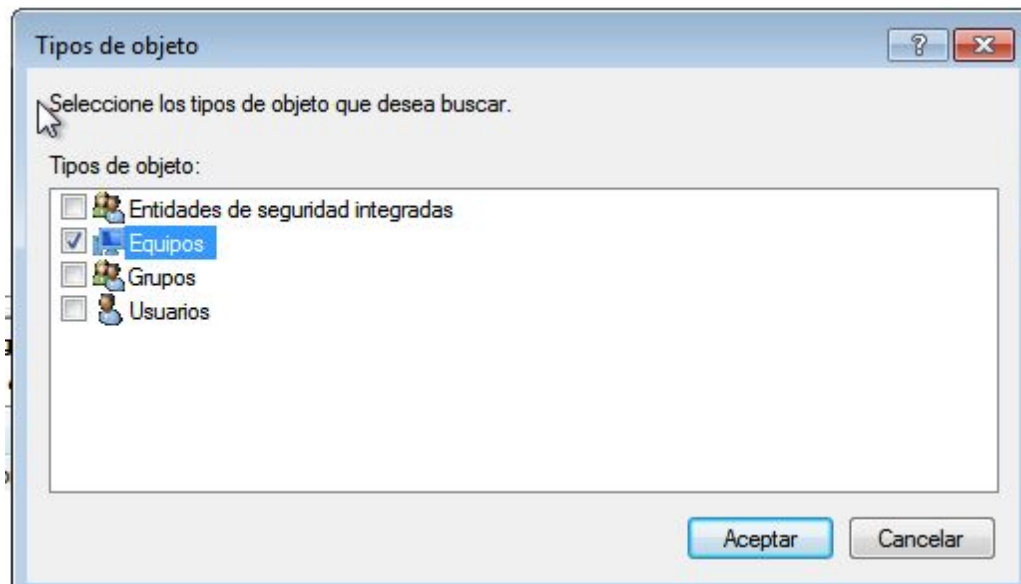 Tipos de objeto
Seleccione los tipos de objeto que desea buscar.
Tipos de objeto:
Entidades de seguridad integradas
Equipos
Grupos
Usuarios
Aceptar Cancelar